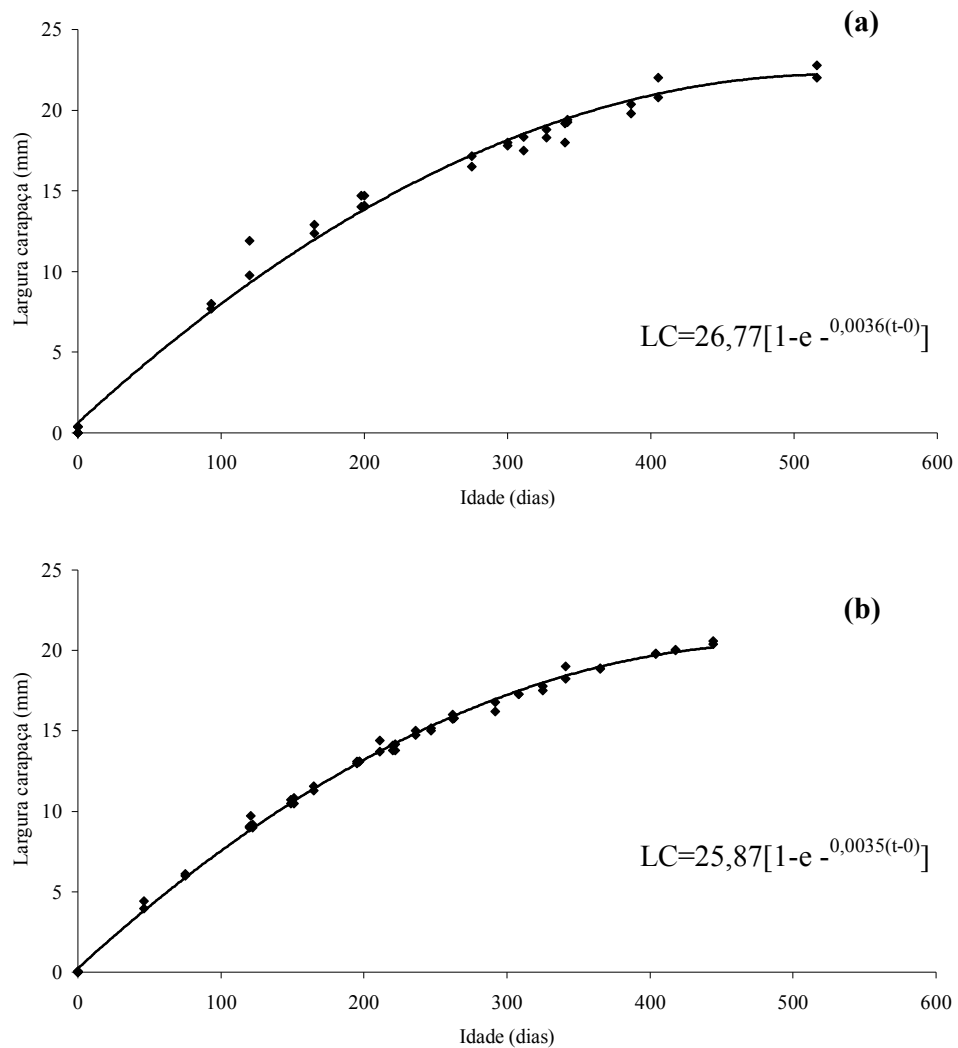 (a)
25
20
15
10
5
0
Largura carapaça (mm)
LC=26,77[1-e -0,0036(t-0)]
0 100 200 300 400 500 600
Idade (dias)
(b)
25
20
15
10
5
0
Largura carapaça (mm)
LC=25,87[1-e -0,0035(t-0)]
0 100 200 300 400 500 600
Idade (dias)